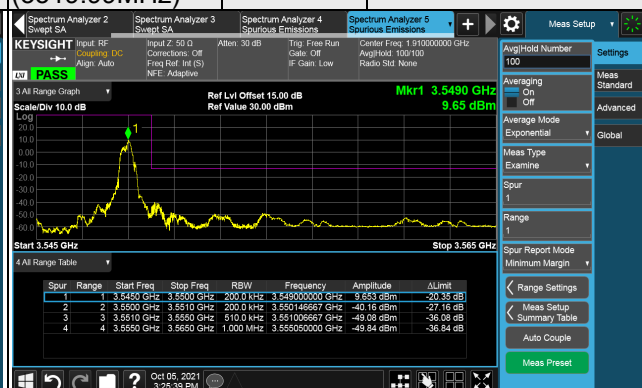 Spectrum Analyzer 2
Swept SA
Spectrum Analyzer 3
Swept SA
Spectrum Analyzer 4
Spurious Emissions
Spectrum Analyzer 5
Spurious Emissions
Meas Setup
KEYSIGHT
Input: RF
Coupling: DC
Align: Auto
Input Z: 50 Ω
Corrections: Off
Freq Ref: Int (S)
NFE: Adaptive
Atten: 30 dB
Trig: Free Run
Gate: Off
IF Gain: Low
Center Freq: 1.910000000 GHz
Avg|Hold: 100/100
Radio Std: None
LXI PASS
3 All Range Graph
Scale/Div 10.0 dB
Ref Lvl Offset 15.00 dB
Ref Value 30.00 dBm
Mkr1 3.5490 GHz
9.65 dBm
Log
20.0
10.0
0.00
-10.0
-20.0
-30.0
-40.0
-50.0
-60.0
1
Start 3.545 GHz
Stop 3.565 GHz
4 All Range Table
Spur Range Start Freq Stop Freq RBW Frequency Amplitude ΔLimit
1 1 3.5450 GHz 3.5500 GHz 200.0 kHz 3.549000000 GHz 9.653 dBm -20.35 dB
2 2 3.5500 GHz 3.5510 GHz 200.0 kHz 3.550146667 GHz -40.16 dBm -27.16 dB
3 3 3.5510 GHz 3.5550 GHz 510.0 kHz 3.551006667 GHz -49.08 dBm -36.08 dB
4 4 3.5550 GHz 3.5650 GHz 1.000 MHz 3.555050000 GHz -49.84 dBm -36.84 dB
Oct 05, 2021
3:25:39 PM
Avg|Hold Number
100
Averaging
On
Off
Average Mode
Exponential
Meas Type
Examine
Spur
1
Range
1
Spur Report Mode
Minimum Margin
Range Settings
Meas Setup
Summary Table
Auto Couple
Meas Preset
Settings
Meas
Standard
Advanced
Global